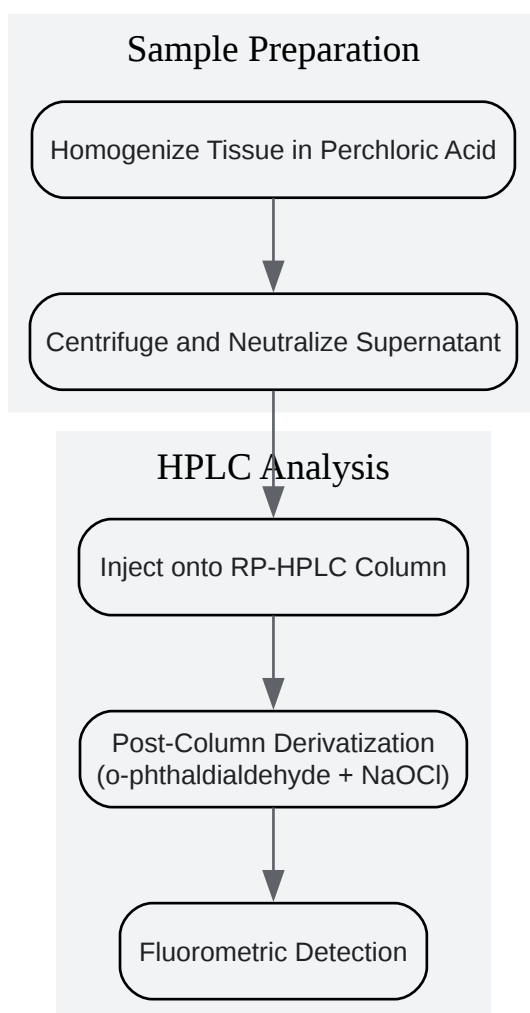 Sample Preparation
Homogenize Tissue in Perchloric Acid
Centrifuge and Neutralize Supernatant
HPLC Analysis
Inject onto RP-HPLC Column
Post-Column Derivatization
(o-phthaldialdehyde + NaOCl)
Fluorometric Detection